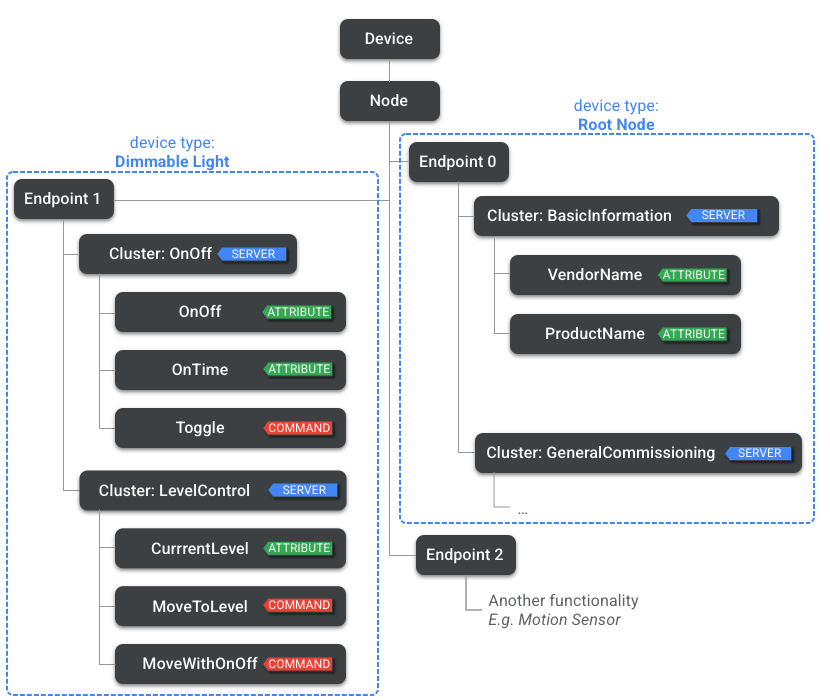 Device
Node
device type:
Root Node
device type:
Dimmable Light
Endpoint 0
Endpoint 1
Cluster: BasicInformation SERVER
VendorName ATTRIBUTE
ProductName ATTRIBUTE
Cluster: GeneralCommissioning SERVER
...
Cluster: OnOff SERVER
OnOff ATTRIBUTE
OnTime ATTRIBUTE
Toggle COMMAND
Cluster: LevelControl SERVER
CurrrentLevel ATTRIBUTE
MoveToLevel COMMAND
MoveWithOnOff COMMAND
Endpoint 2
Another functionality
E.g. Motion Sensor